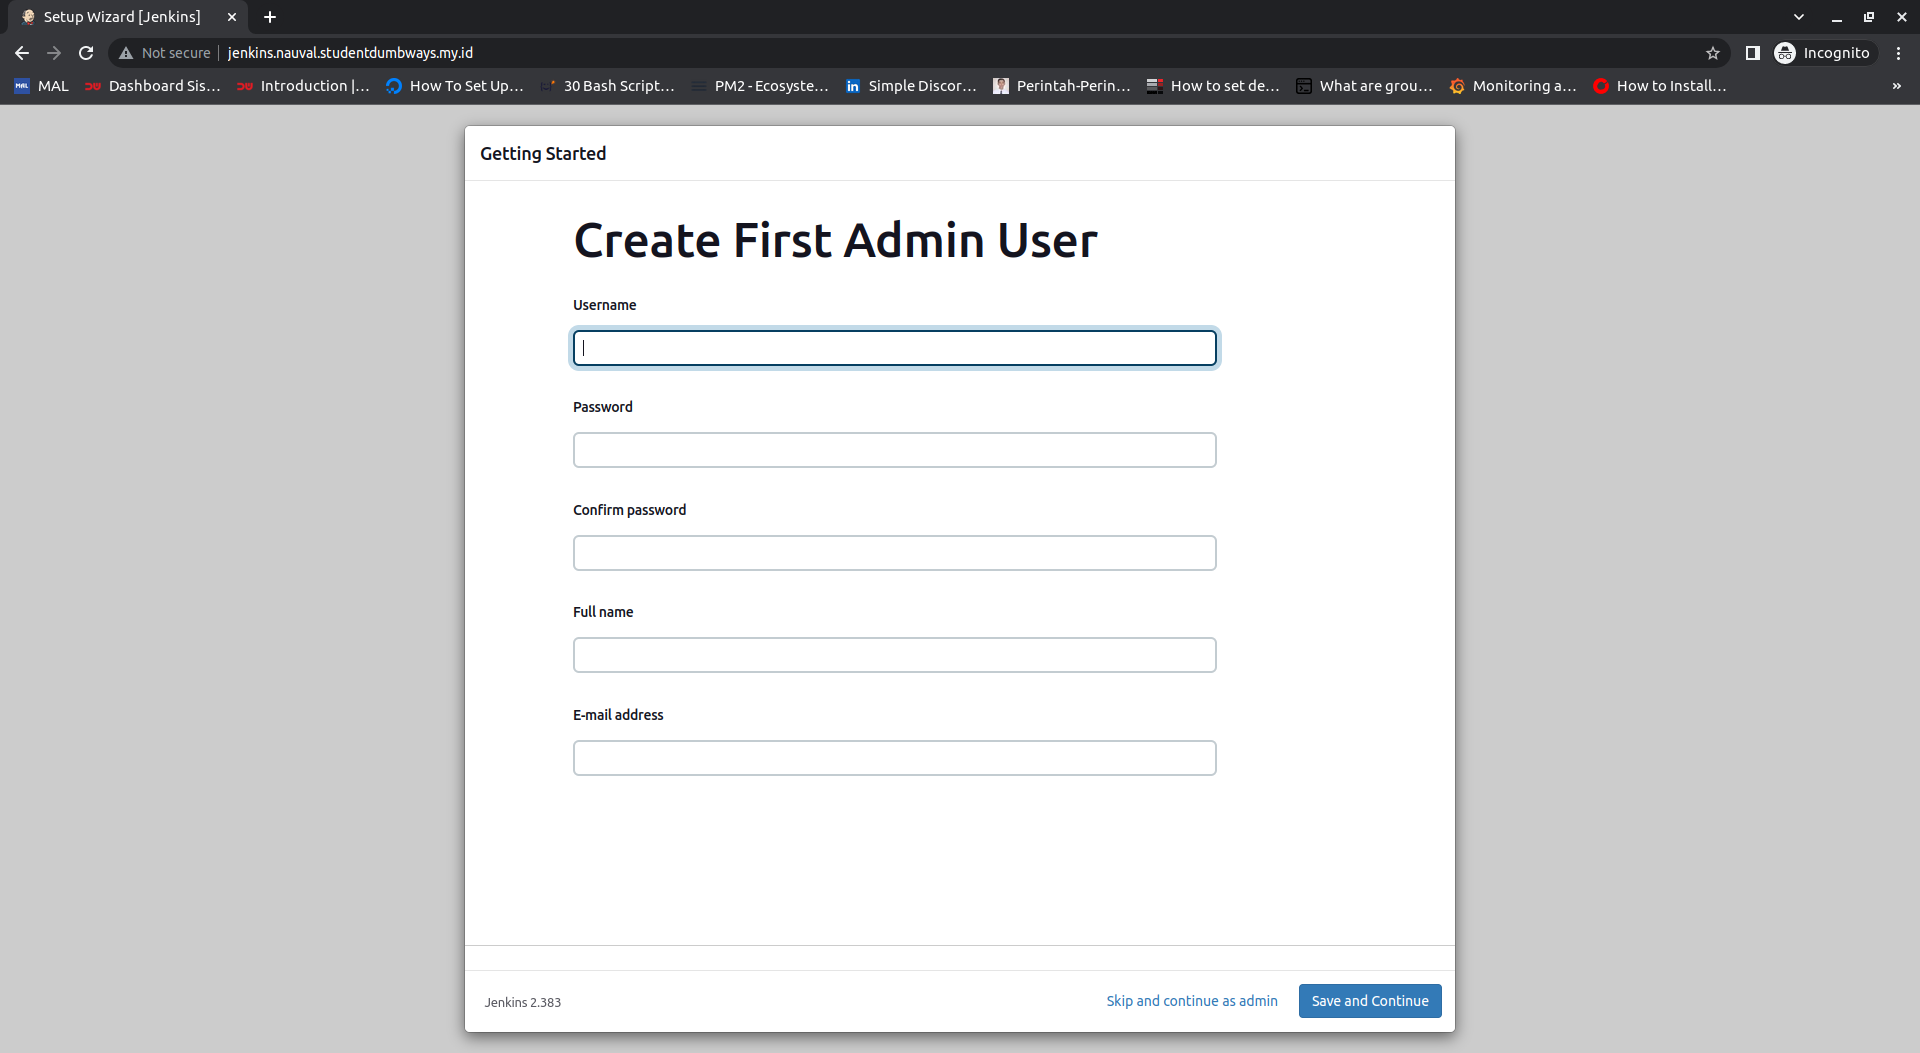 Setup Wizard [Jenkins]
Not secure jenkins.nauval.studentdumbways.my.id Incognito
MAL Dashboard Sis... Introduction |... How To Set Up,... 30 Bash Script... PM2 - Ecosyste... Simple Discor... Perintah-Perin... How to set de... What are grou... Monitoring a... How to Install...
Getting Started
Create First Admin User
Username
Password
Confirm password
Full name
E-mail address
Jenkins 2.383 Skip and continue as admin Save and Continue